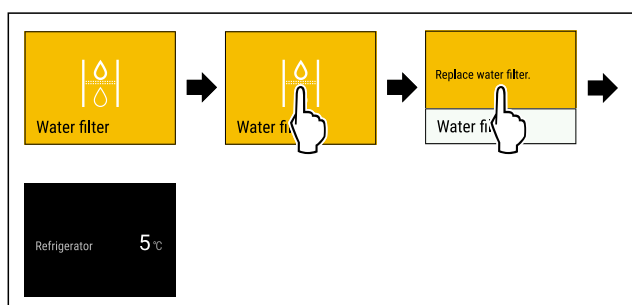 Water filter
Water fi
Replace water filter.
Water fi
Refrigerator 5 °C